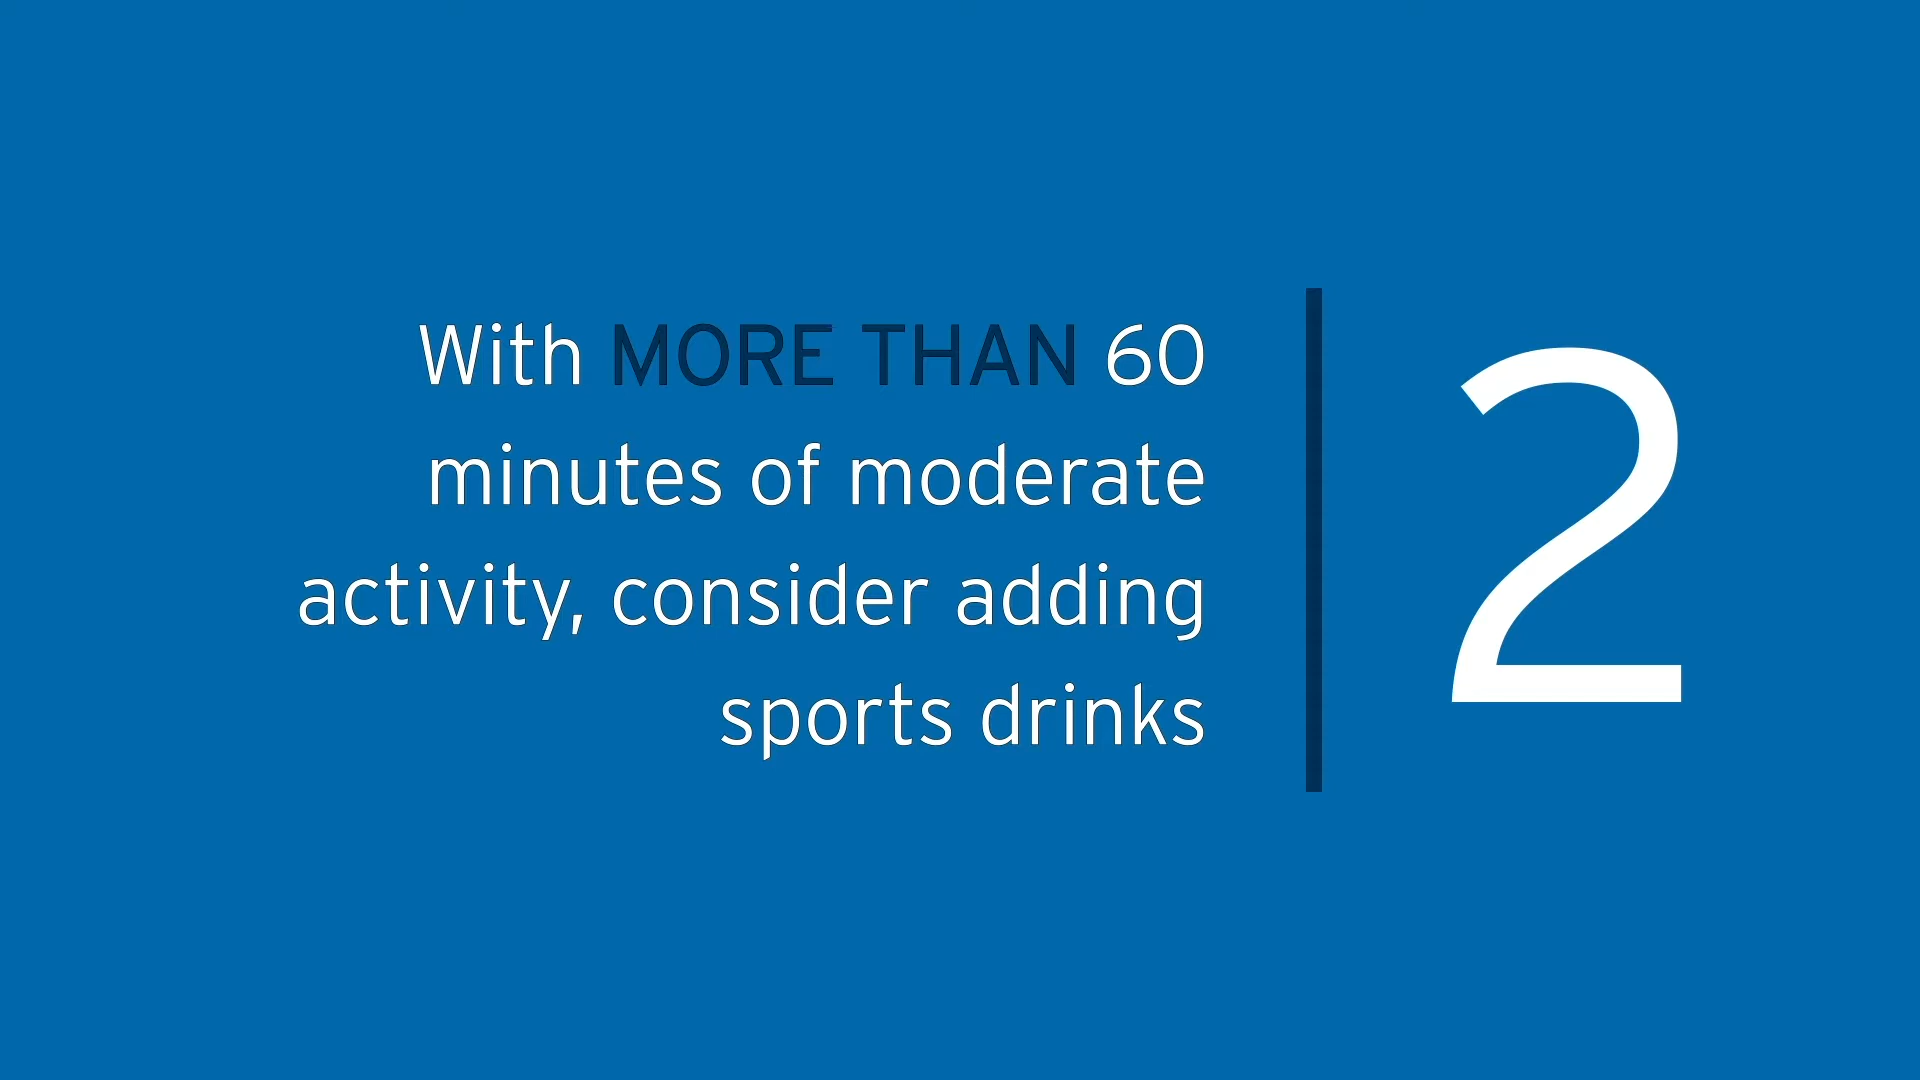 With MORE THAN 60
minutes of moderate
activity, consider adding
sports drinks
2